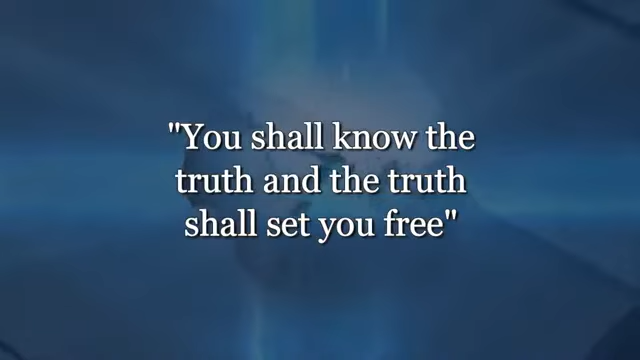 "You shall know the
truth and the truth
shall set you free"